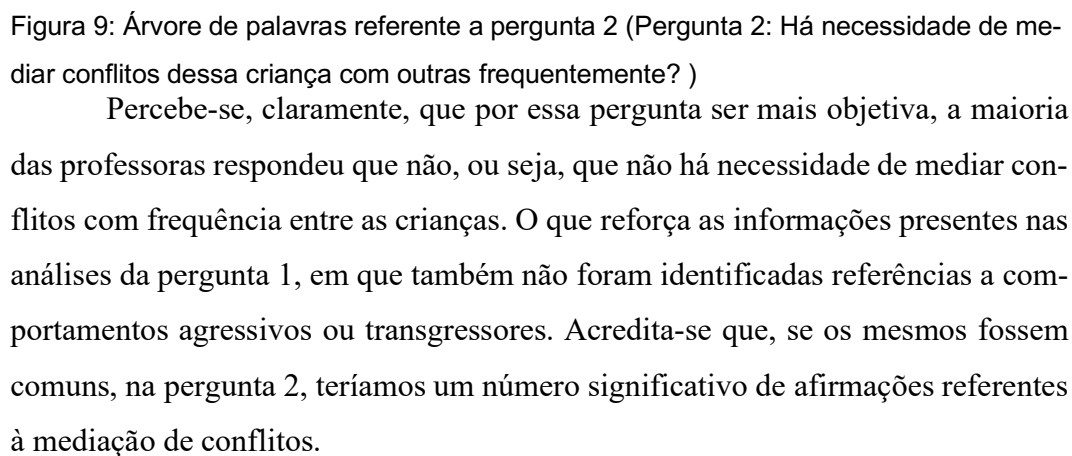 Figura 9: Árvore de palavras referente a pergunta 2 (Pergunta 2: Há necessidade de me-
diar conflitos dessa criança com outras frequentemente? )
Percebe-se, claramente, que por essa pergunta ser mais objetiva, a maioria
das professoras respondeu que não, ou seja, que não há necessidade de mediar con-
flitos com frequência entre as crianças. O que reforça as informações presentes nas
análises da pergunta 1, em que também não foram identificadas referências a com-
portamentos agressivos ou transgressores. Acredita-se que, se os mesmos fossem
comuns, na pergunta 2, teríamos um número significativo de afirmações referentes
à mediação de conflitos.